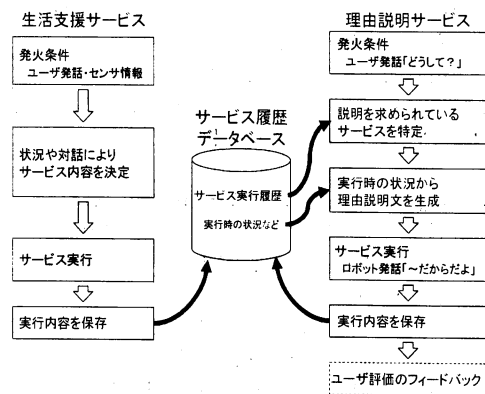 生活支援サービス
発火条件
ユーザ発話・センサ情報
状況や対話により
サービス内容を決定
サービス実行
実行内容を保存
サービス履歴
データベース
サービス実行履歴
実行時の状況など
理由説明サービス
発火条件
ユーザ発話「どうして？」
説明を求められている
サービスを特定
実行時の状況から
理由説明文を生成
サービス実行
ロボット発話「~だからだよ」
実行内容を保存
ユーザ評価のフィードバック